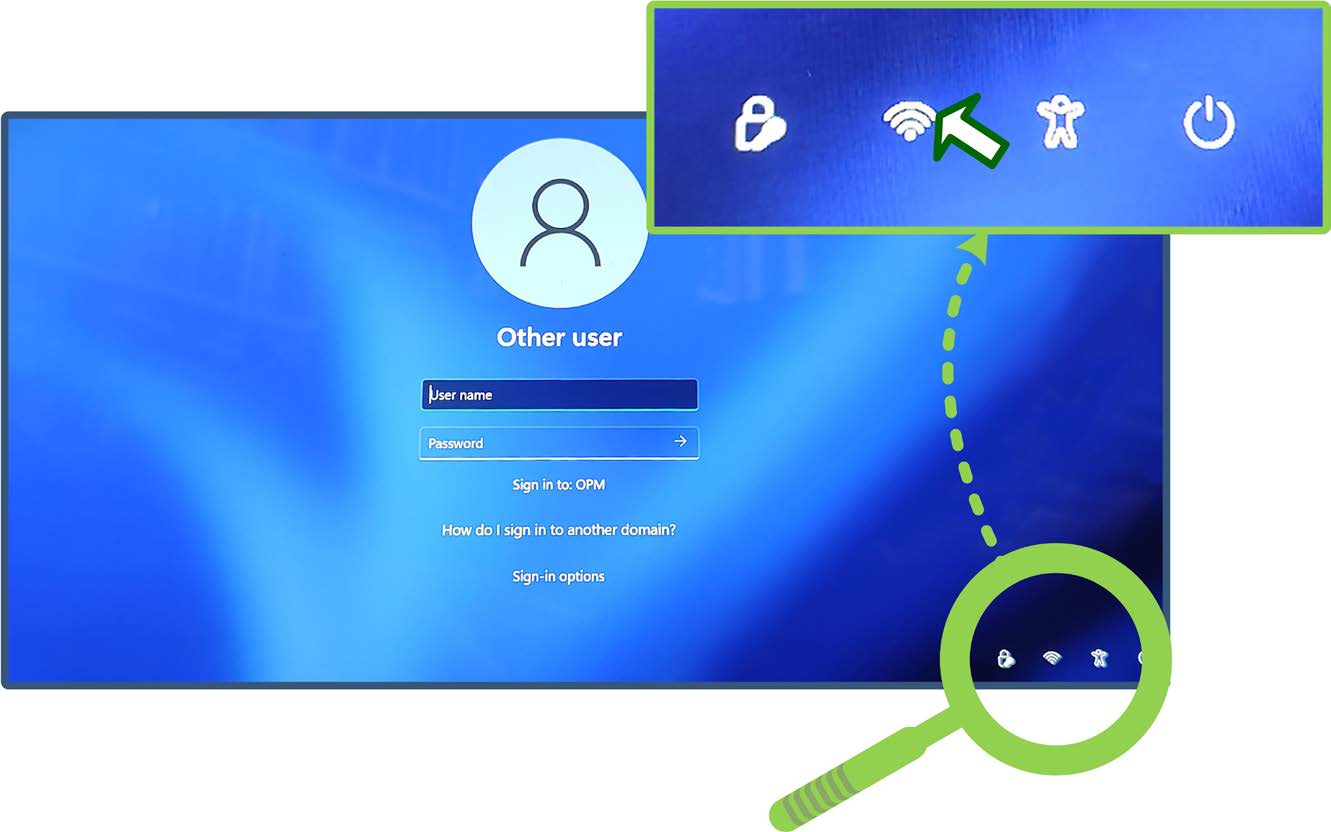 Other user
User name
Password
Sign in to: OPM
How do I sign in to another domain?
Sign-in options